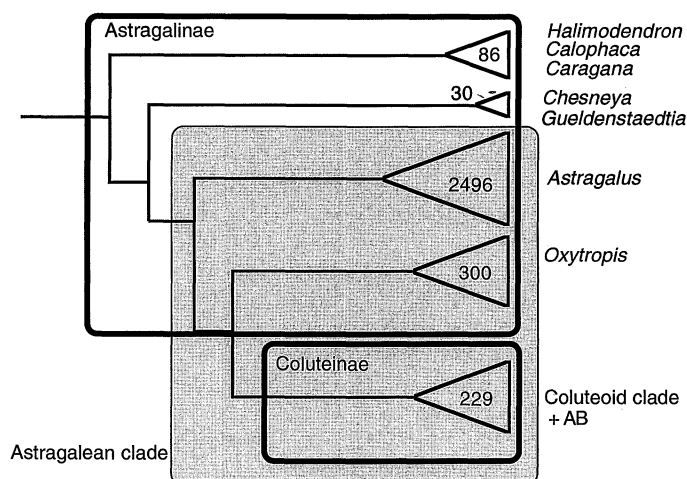 Astragalinae
86
Halimodendron
Calophaca
Caragana
30
Chesneya
Gueldenstaedtia
2496
Astragalus
300
Oxytropis
Coluteinae
229
Coluteoid clade
+ AB
Astragalean clade